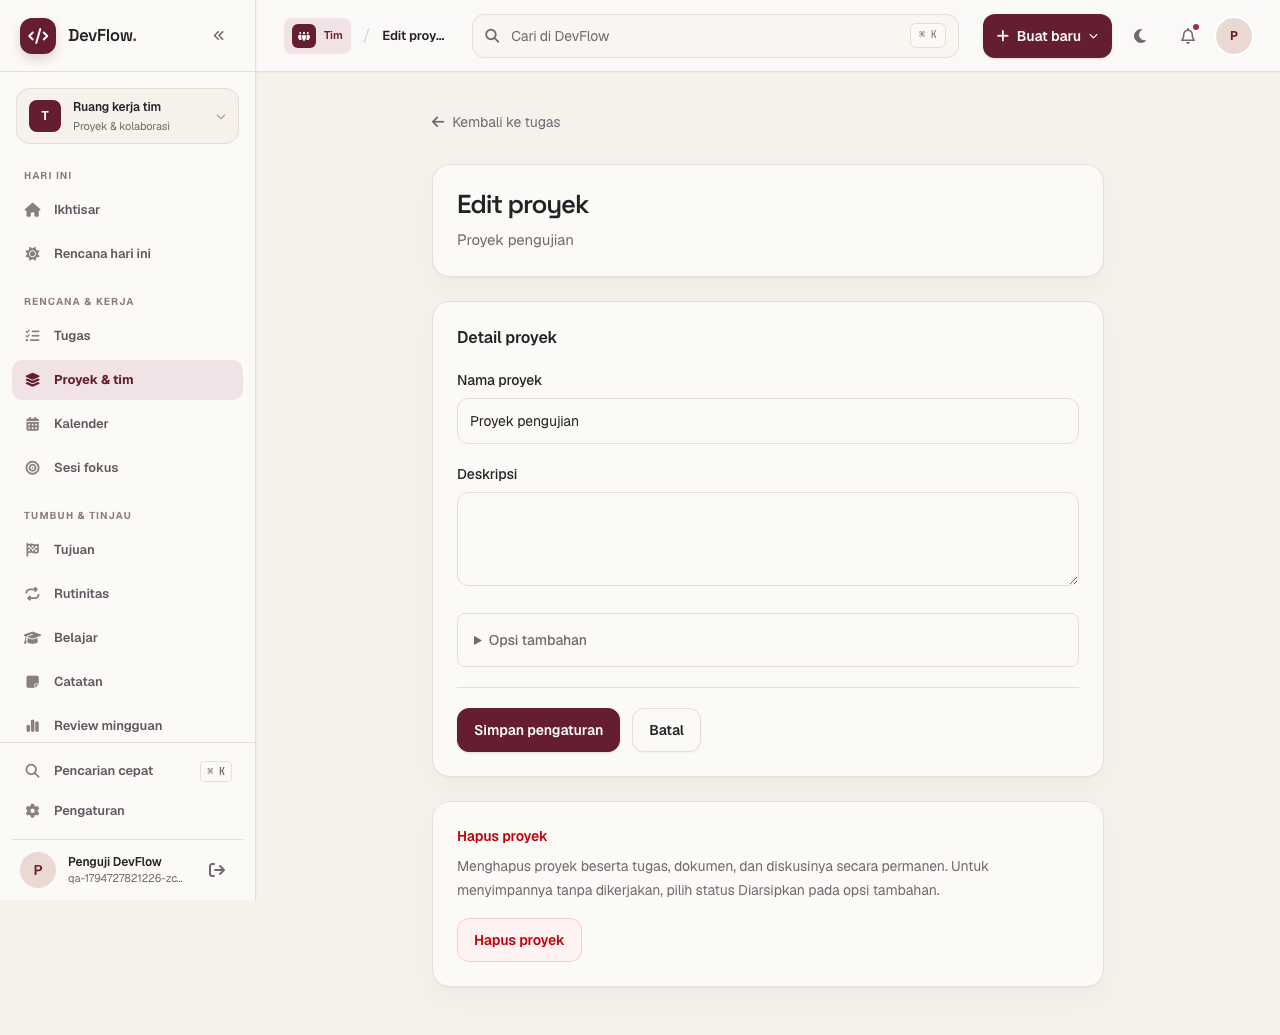 DevFlow.
Tim / Edit proy...
Cari di DevFlow
⌘ K
Buat baru
P
T
Ruang kerja tim
Proyek & kolaborasi
HARI INI
Ikhtisar
Rencana hari ini
RENCANA & KERJA
Tugas
Proyek & tim
Kalender
Sesi fokus
TUMBUH & TINJAU
Tujuan
Rutinitas
Belajar
Catatan
Review mingguan
Pencarian cepat
⌘ K
Pengaturan
P
Penguji DevFlow
qa-1794727821226-zc...
Kembali ke tugas
Edit proyek
Proyek pengujian
Detail proyek
Nama proyek
Proyek pengujian
Deskripsi
Opsi tambahan
Simpan pengaturan
Batal
Hapus proyek
Menghapus proyek beserta tugas, dokumen, dan diskusinya secara permanen. Untuk
menyimpannya tanpa dikerjakan, pilih status Diarsipkan pada opsi tambahan.
Hapus proyek